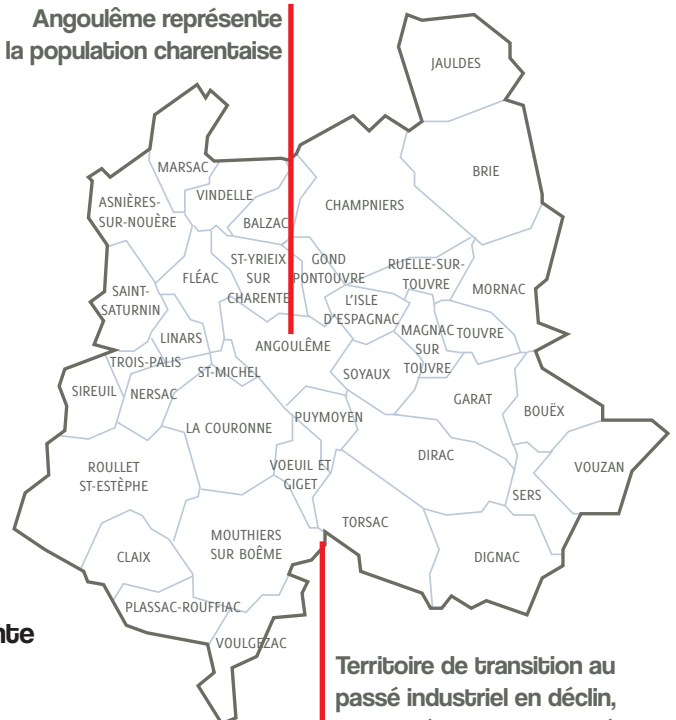 Angoulême représente
la population charentaise
JAULDES
BRIE
MARSAC
VINDELLE
ASNIÈRES-
SUR-NOUÈRE
BALZAC
CHAMPNIERS
ST-YRIEIX
SUR
CHARENTE
GOND
PONTOUVRE
RUELLE-SUR-
TOUVRE
MORNAC
FLÉAC
SAINT-
SATURNIN
L'ISLE
D'ESPAGNAC
MAGNAC
SUR
TOUVRE
TOUVRE
LINARS
ANGOULÊME
TROIS-PALIS
ST-MICHEL
SOYAUX
SIREUIL
NERSAC
GARAT
BOUËX
LA COURONNE
PUYMOYEN
DIRAC
VOUZAN
ROULLET
ST-ESTÈPHE
VOEUIL ET
GIGET
SERS
TORSAC
MOUTHIERS
SUR BOÊME
CLAIX
DIGNAC
PLASSAC-ROUFFIAC
VOULGEZAC
nte
Territoire de transition au
passé industriel en déclin,